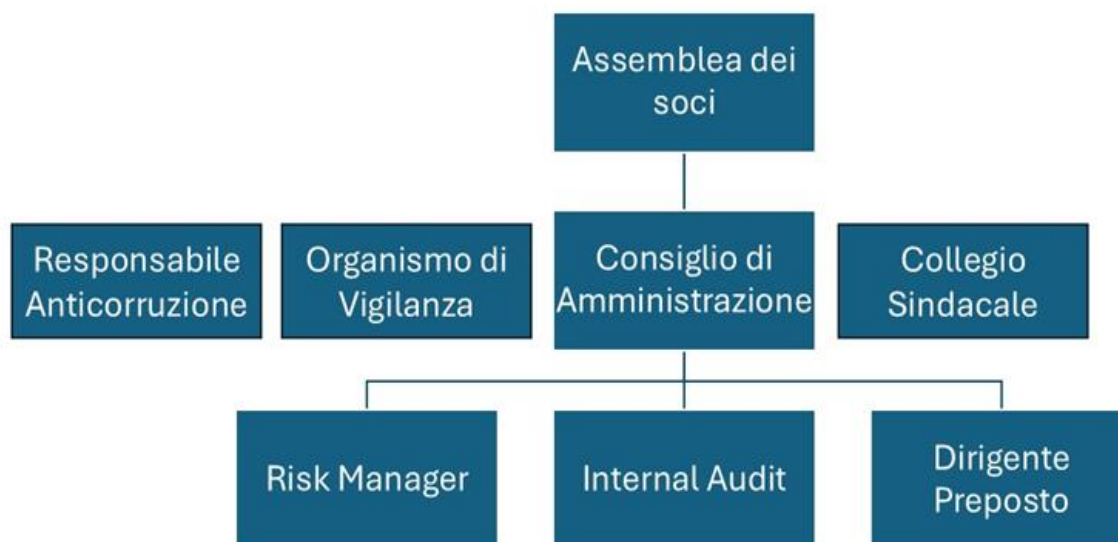 Assemblea dei
soci
Responsabile
Anticorruzione
Organismo di
Vigilanza
Consiglio di
Amministrazione
Collegio
Sindacale
Risk Manager
Internal Audit
Dirigente
Preposto